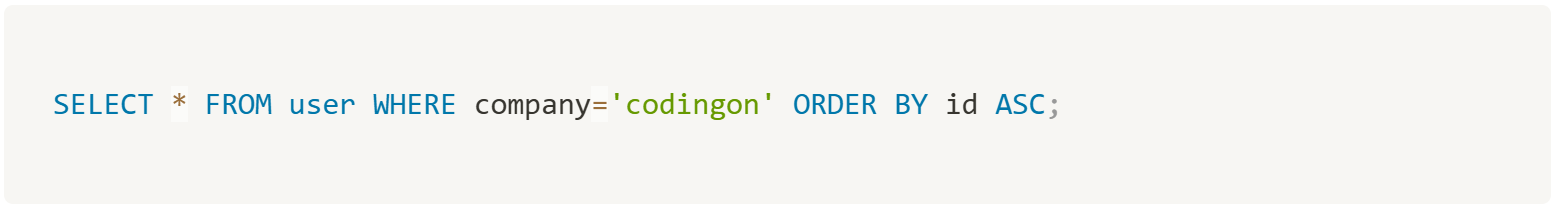 SELECT * FROM user WHERE company='codingon' ORDER BY id ASC;